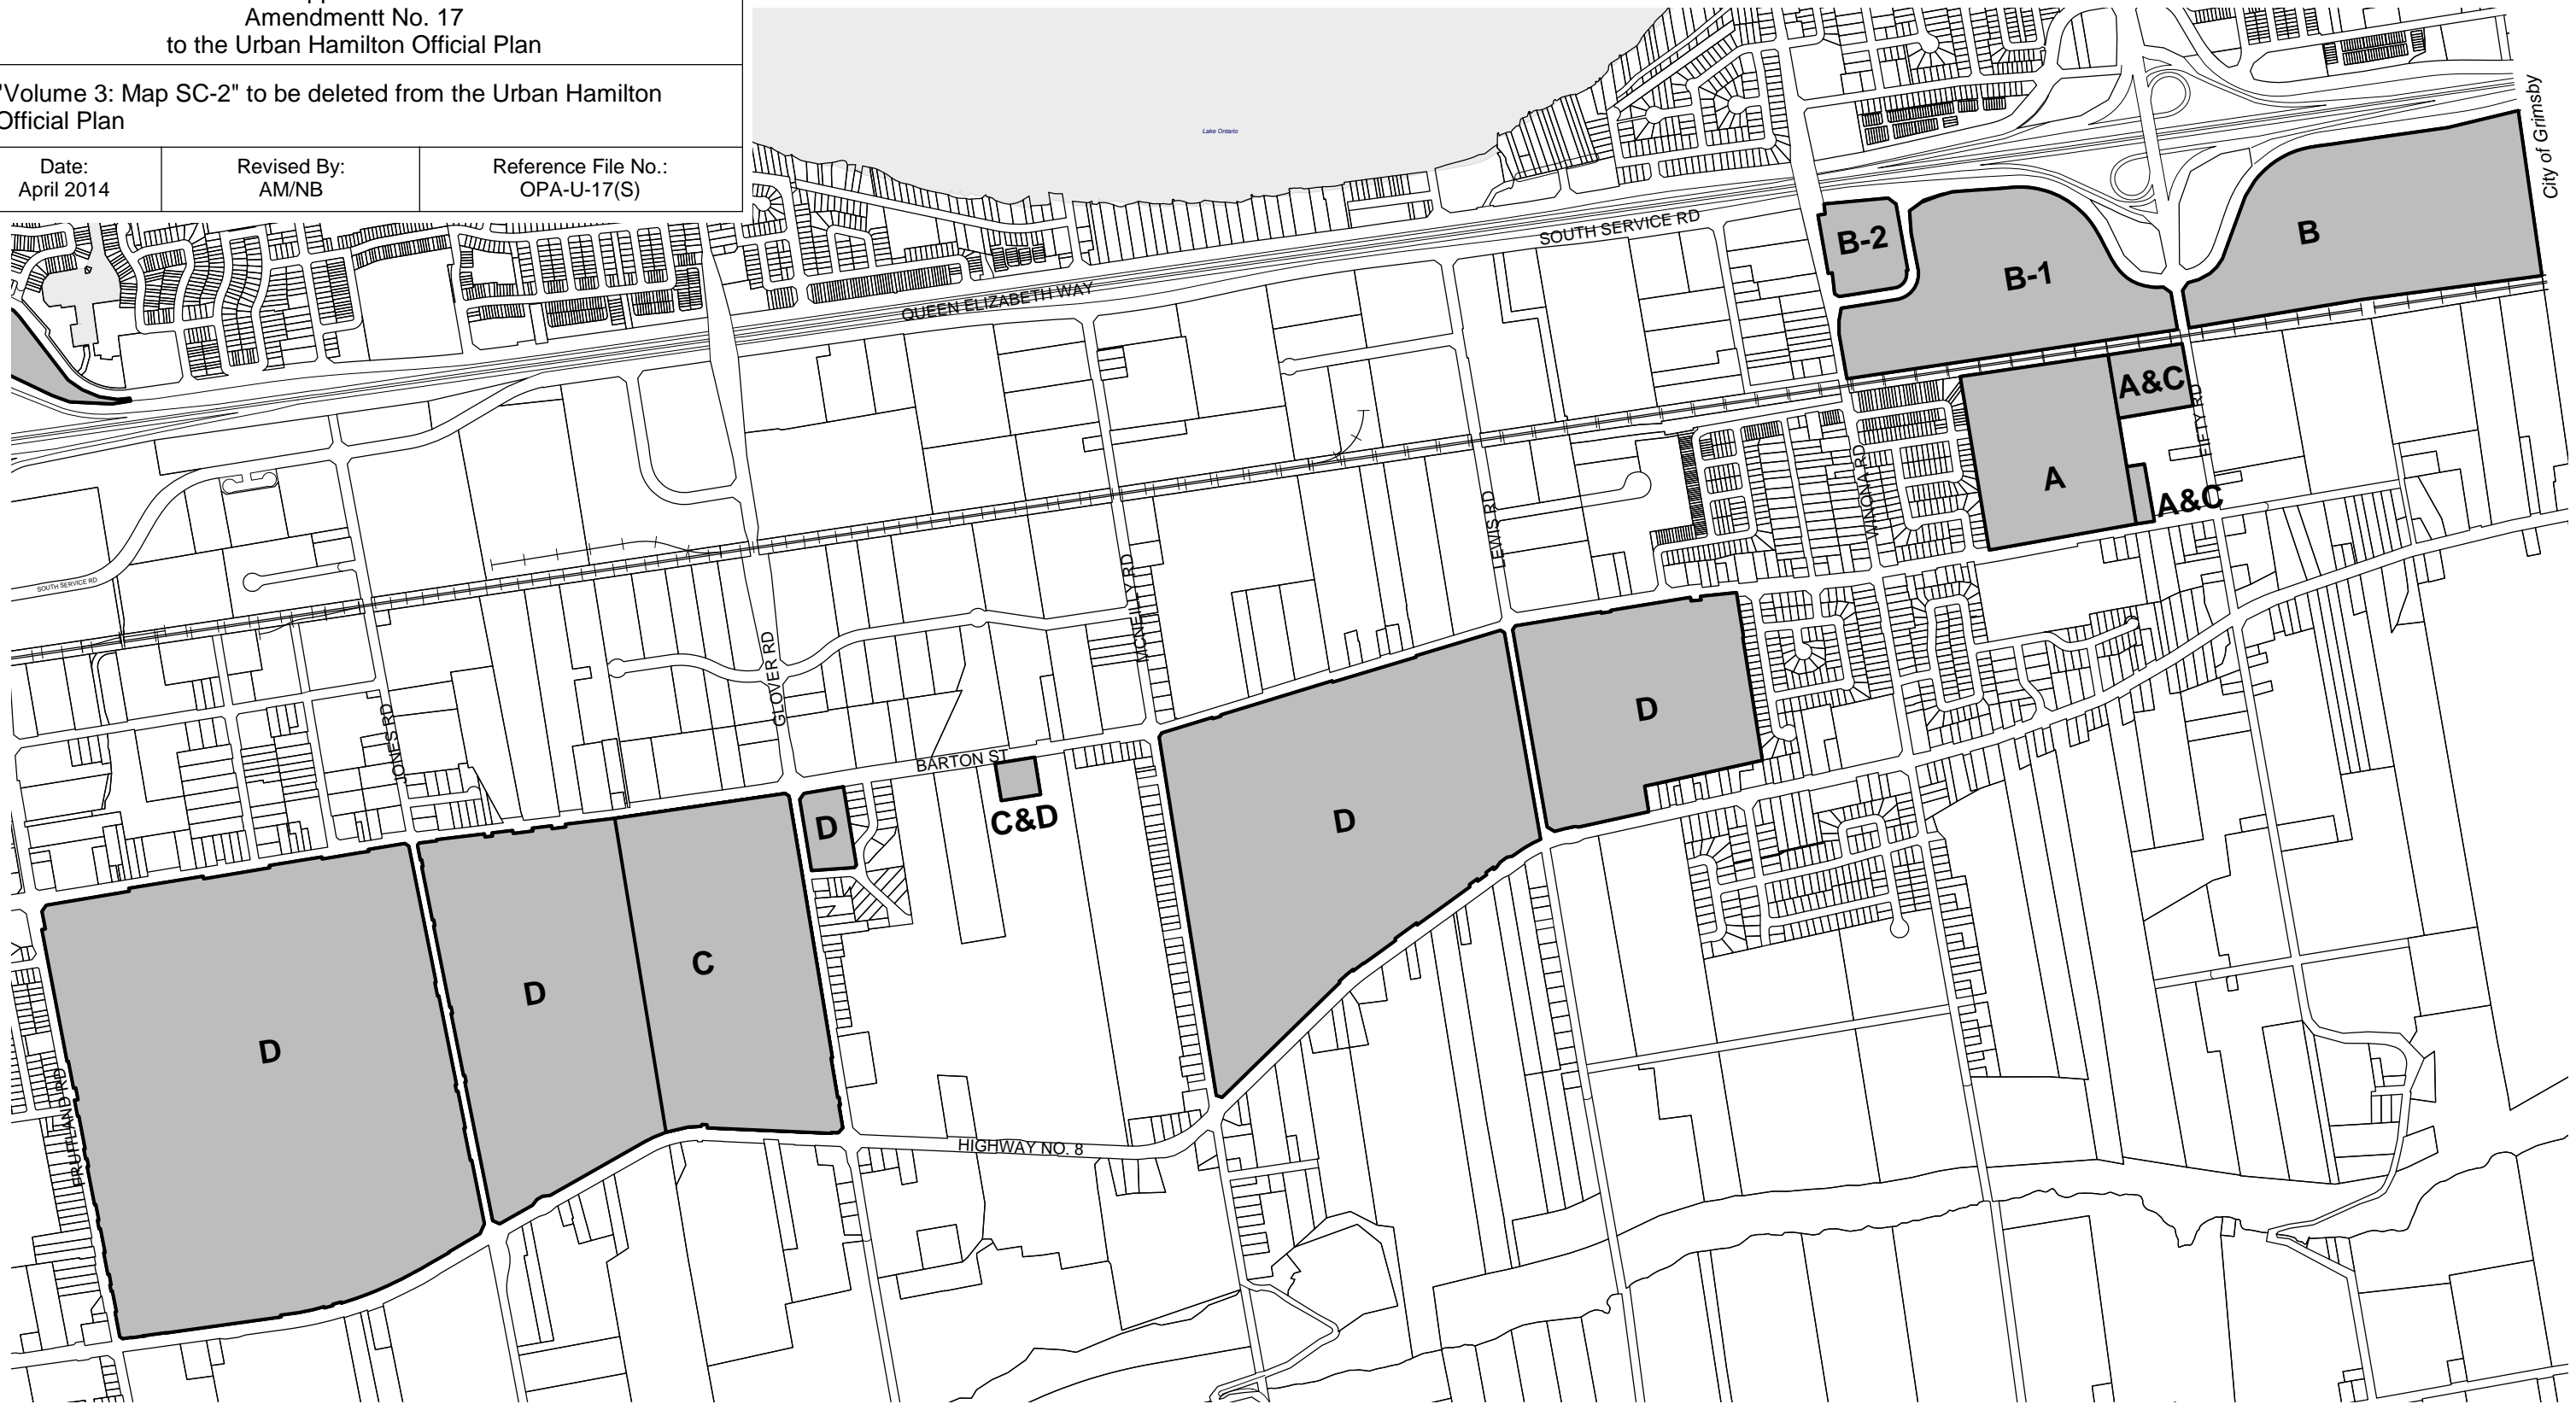 Amendmentt No. 17
to the Urban Hamilton Official Plan
"Volume 3: Map SC-2" to be deleted from the Urban Hamilton
Official Plan
Date:
April 2014
Revised By:
AM/NB
Reference File No.:
OPA-U-17(S)
Lake Ontario
City of Grimsby
SOUTH SERVICE RD
QUEEN ELIZABETH WAY
B-2
B-1
B
A&C
FIFTY RD
A
A&C
WINONA RD
LEWIS RD
SOUTH SERVICE RD
MCNEILLY RD
GLOVER RD
JONES RD
BARTON ST
C&D
D
D
D
C
D
D
FRUITLAND RD
HIGHWAY NO. 8